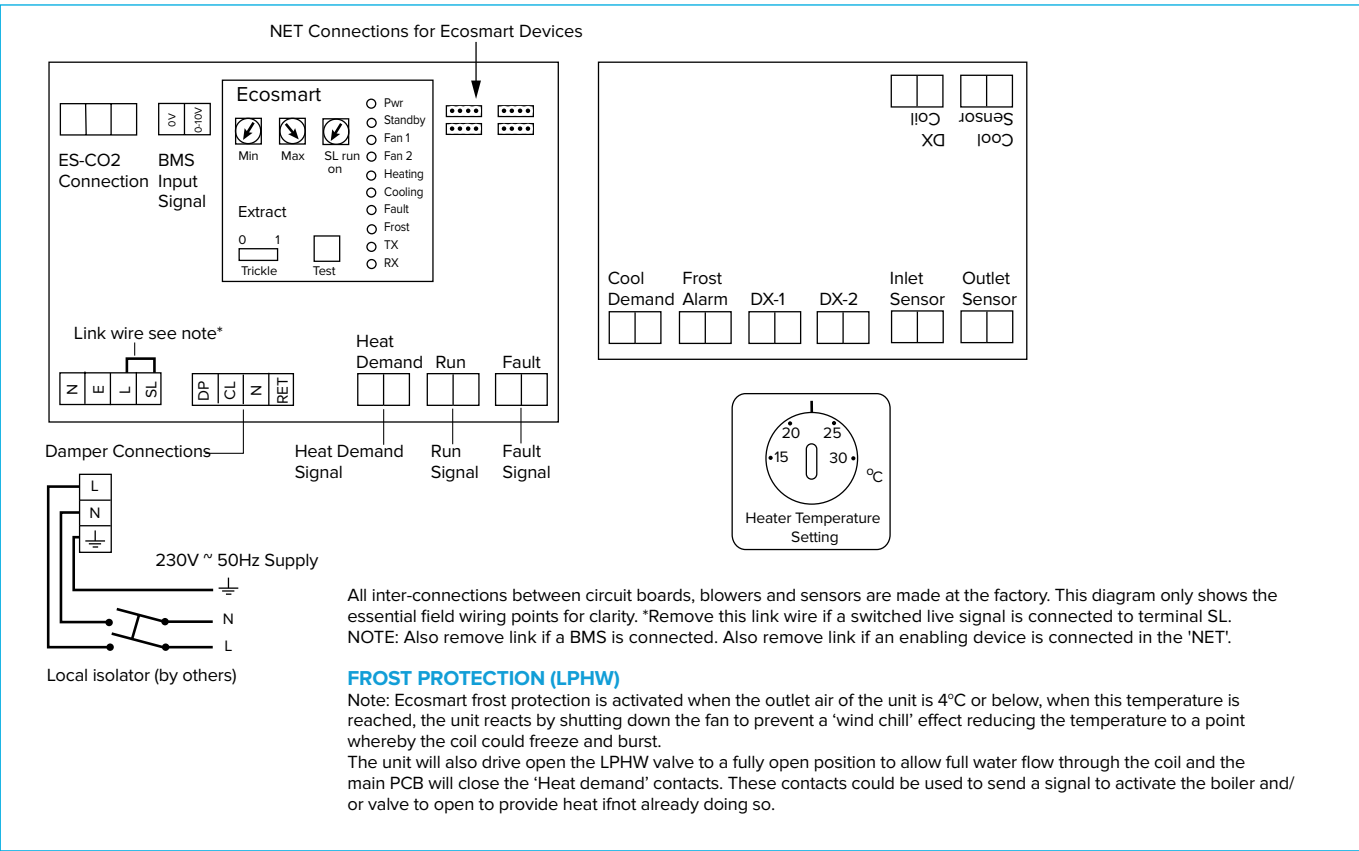 NET Connections for Ecosmart Devices
Ecosmart
Min
Max
SL run
on
Pwr
Standby
Fan 1
Fan 2
Heating
Cooling
Fault
Frost
TX
RX
Extract
0 1
Trickle
Test
0V
0-10V
ES-CO2
Connection
BMS
Input
Signal
Link wire see note*
N
E
L
SL
DP
CL
N
RET
Heat
Demand
Run
Fault
Damper Connections
Heat Demand
Signal
Run
Signal
Fault
Signal
DX
Coil
Cool
Sensor
Cool
Demand
Frost
Alarm
DX-1
DX-2
Inlet
Sensor
Outlet
Sensor
20 25
15 30
ºC
Heater Temperature
Setting
L
N
230V ~ 50Hz Supply
N
L
Local isolator (by others)
All inter-connections between circuit boards, blowers and sensors are made at the factory. This diagram only shows the
essential field wiring points for clarity. *Remove this link wire if a switched live signal is connected to terminal SL.
NOTE: Also remove link if a BMS is connected. Also remove link if an enabling device is connected in the 'NET'.
FROST PROTECTION (LPHW)
Note: Ecosmart frost protection is activated when the outlet air of the unit is 4ºC or below, when this temperature is
reached, the unit reacts by shutting down the fan to prevent a ‘wind chill’ effect reducing the temperature to a point
whereby the coil could freeze and burst.
The unit will also drive open the LPHW valve to a fully open position to allow full water flow through the coil and the
main PCB will close the ‘Heat demand’ contacts. These contacts could be used to send a signal to activate the boiler and/
or valve to open to provide heat ifnot already doing so.